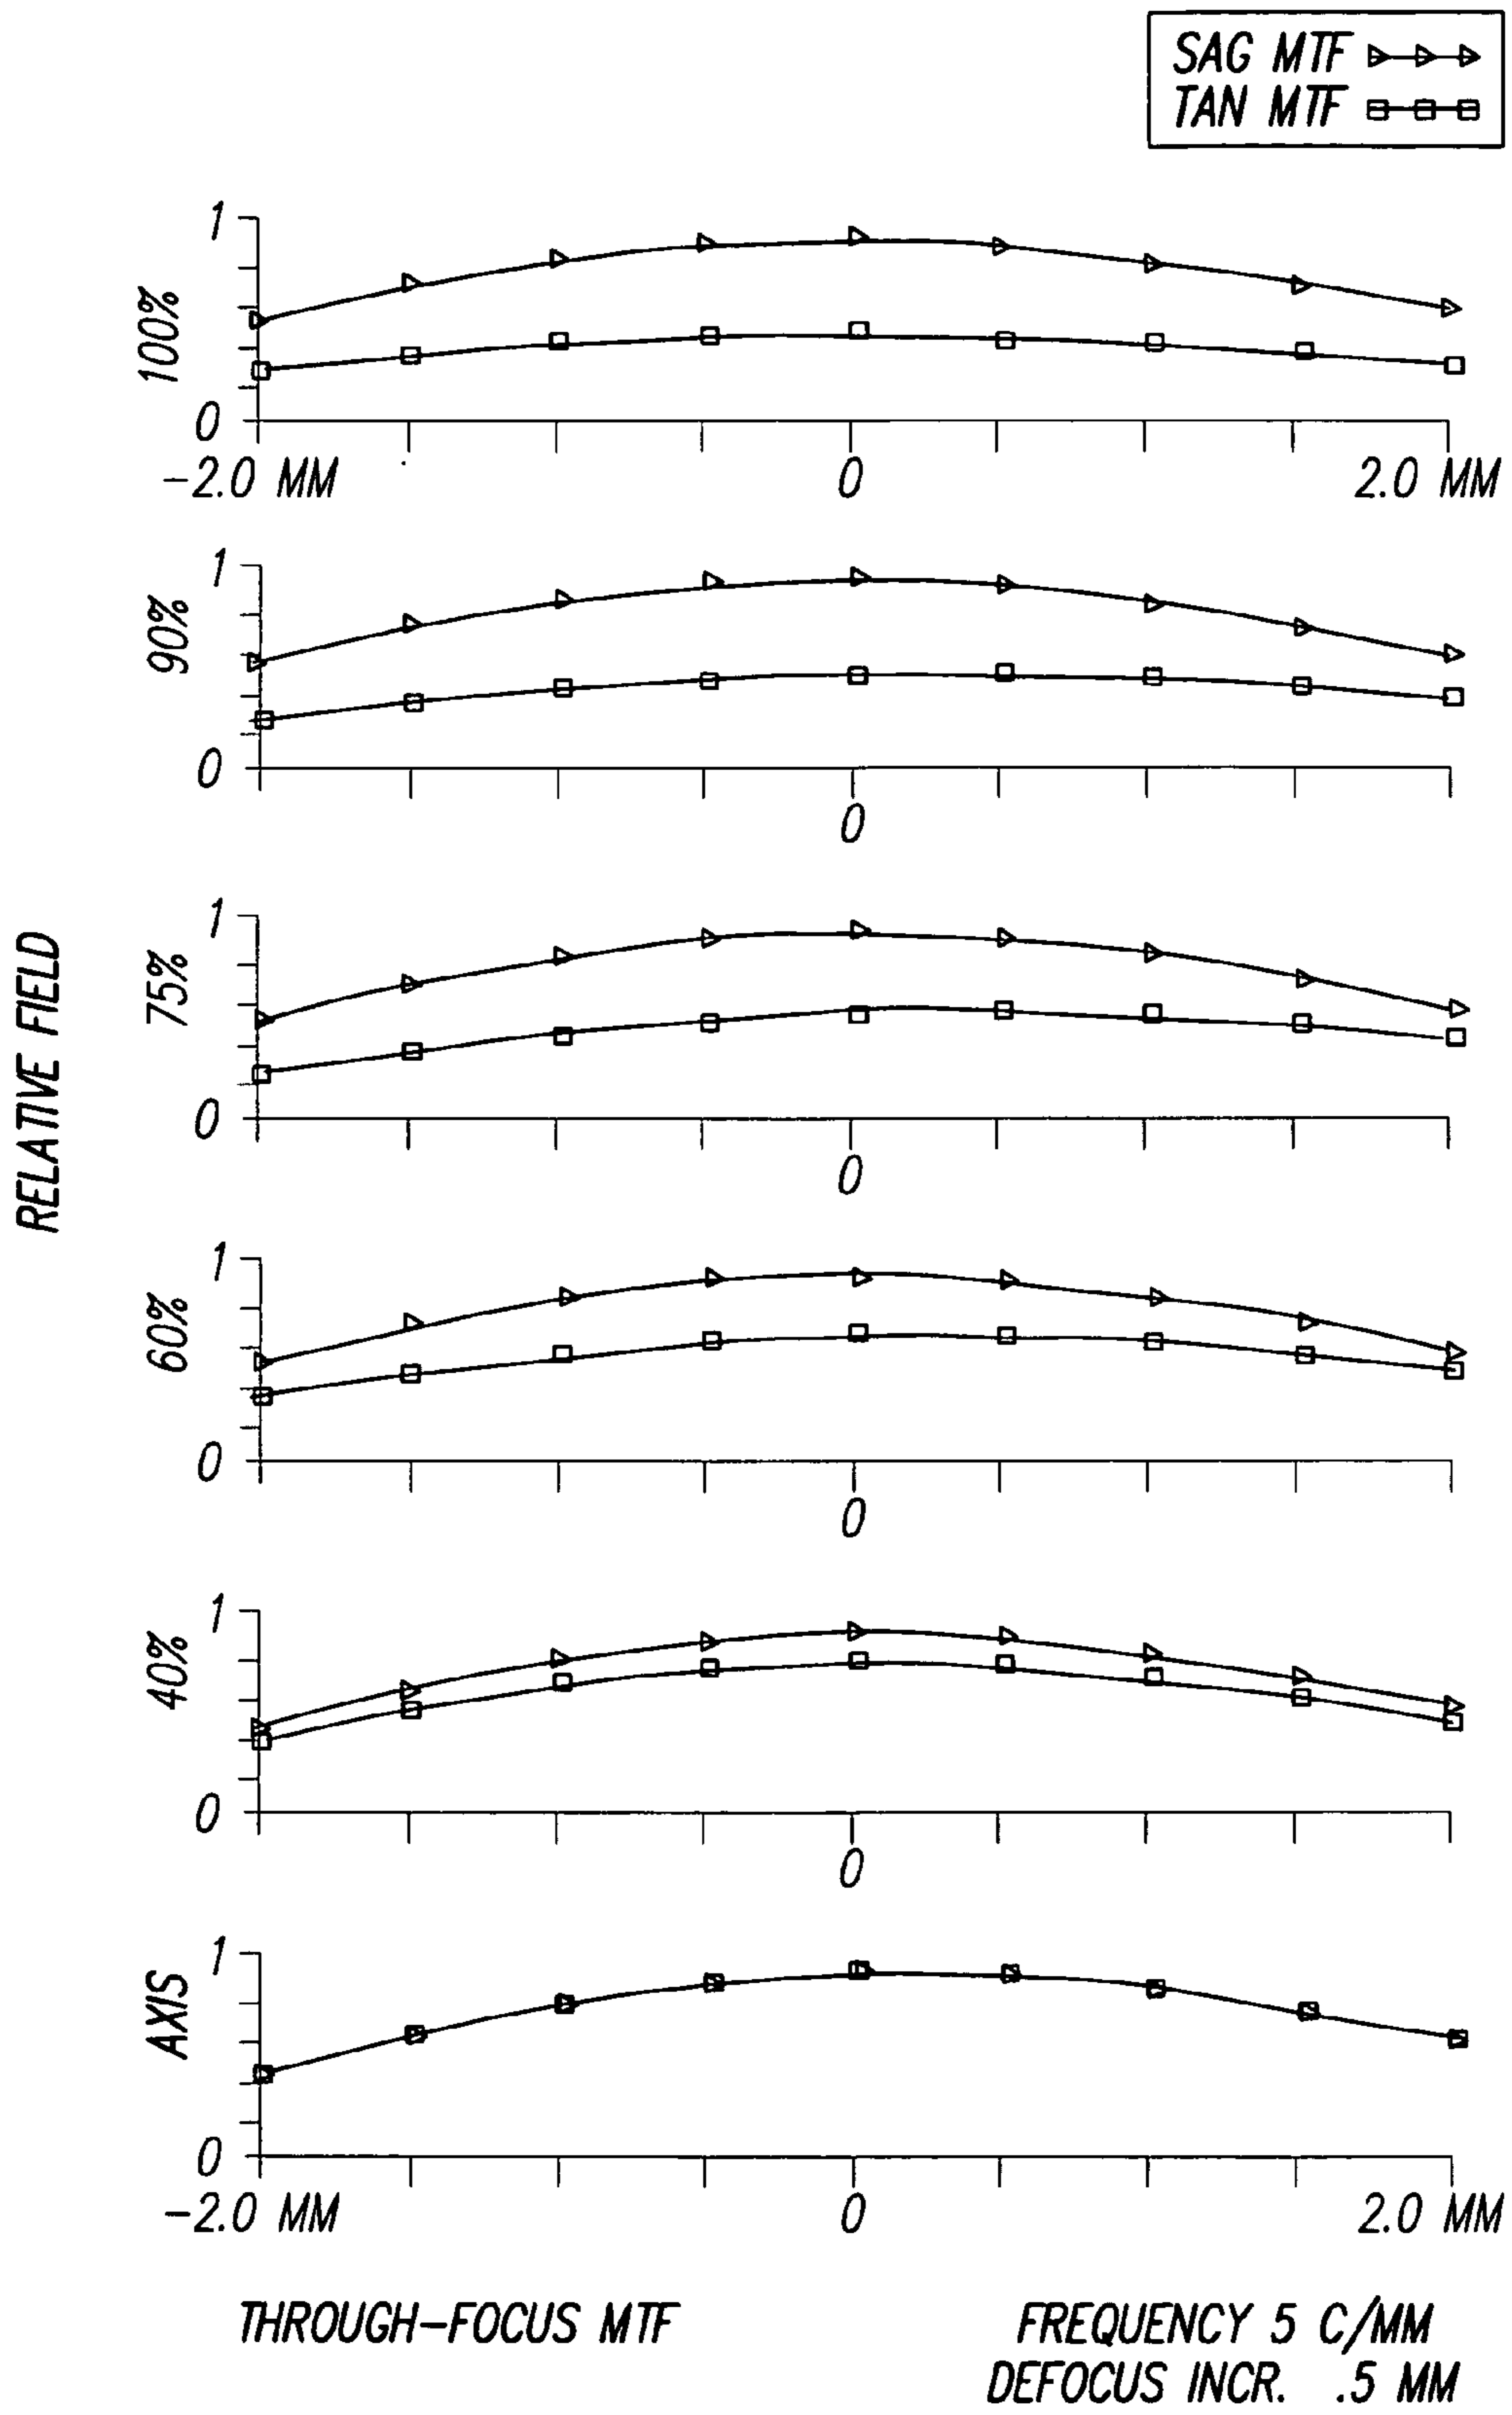 SAG MTF
TAN MTF
RELATIVE FIELD
100%
1
0
-2.0 MM 0 2.0 MM
90%
1
0
0
75%
1
0
0
60%
1
0
0
40%
1
0
0
AXIS
1
0
-2.0 MM 0 2.0 MM
THROUGH-FOCUS MTF
FREQUENCY 5 C/MM
DEFOCUS INCR. .5 MM